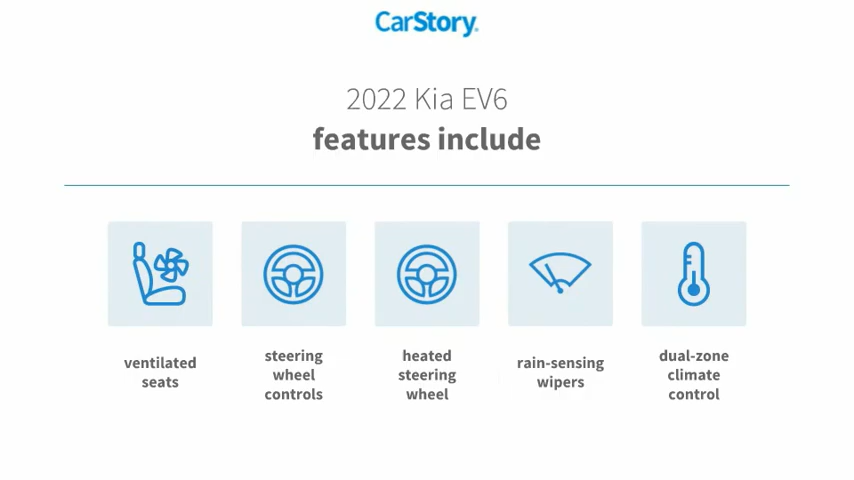 CarStory
2022 Kia EV6
features include
ventilated
seats
steering
wheel
controls
heated
steering
wheel
rain-sensing
wipers
dual-zone
climate
control